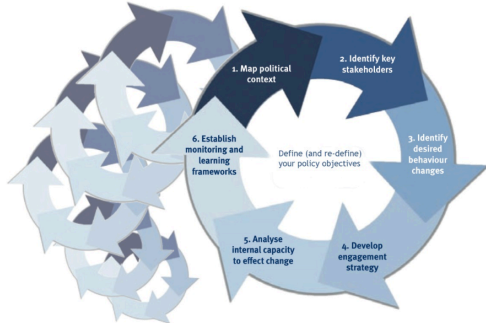 1. Map political
context
2. Identify key
stakeholders
3. Identify
desired
behaviour
changes
4. Develop
engagement
strategy
5. Analyse
internal capacity
to effect change
6. Establish
monitoring and
learning
frameworks
Define (and re-define)
your policy objectives